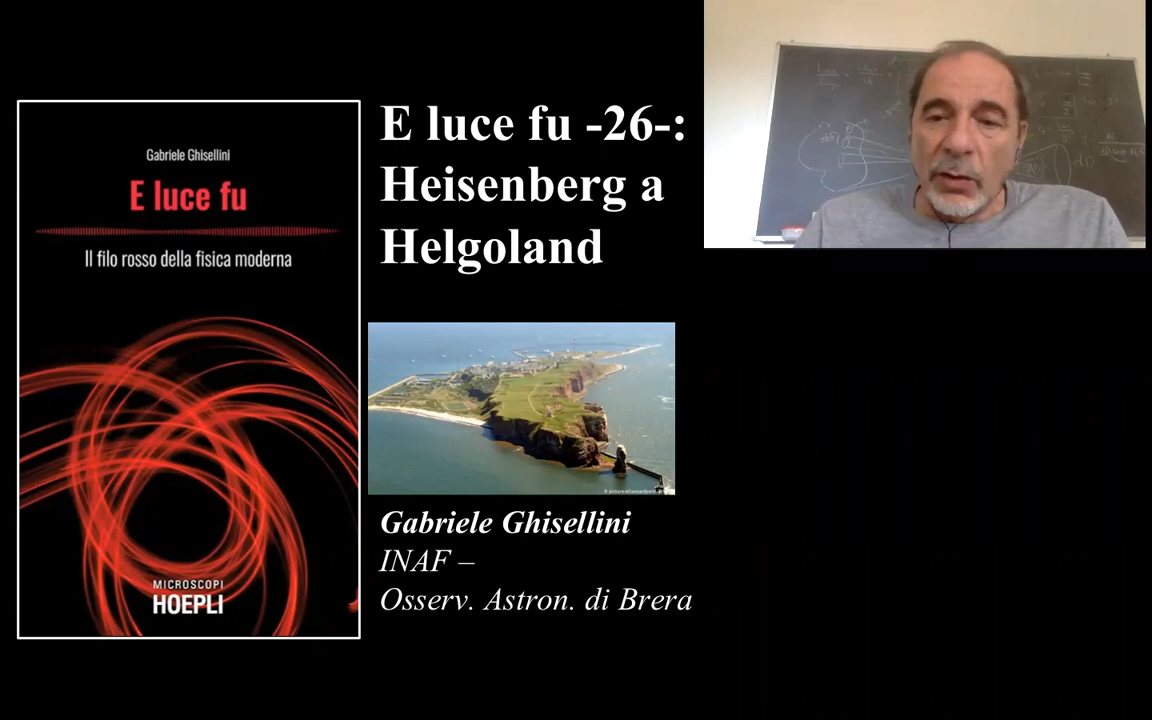 Gabriele Ghisellini
E luce fu
Il filo rosso della fisica moderna
MICROSCOPI
HOEPLI
E luce fu -26-:
Heisenberg a
Helgoland
Gabriele Ghisellini
INAF –
Osserv. Astron. di Brera